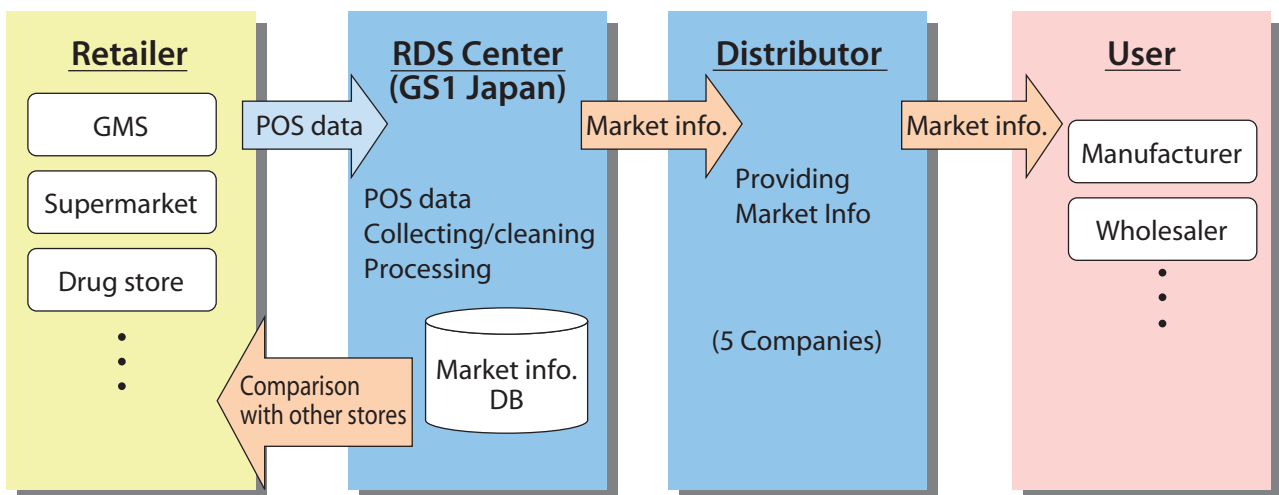 Retailer
GMS
Supermarket
Drug store
POS data
RDS Center
(GS1 Japan)
POS data
Collecting/cleaning
Processing
Market info.
DB
Comparison
with other stores
Market info.
Distributor
Providing
Market Info
(5 Companies)
Market info.
User
Manufacturer
Wholesaler